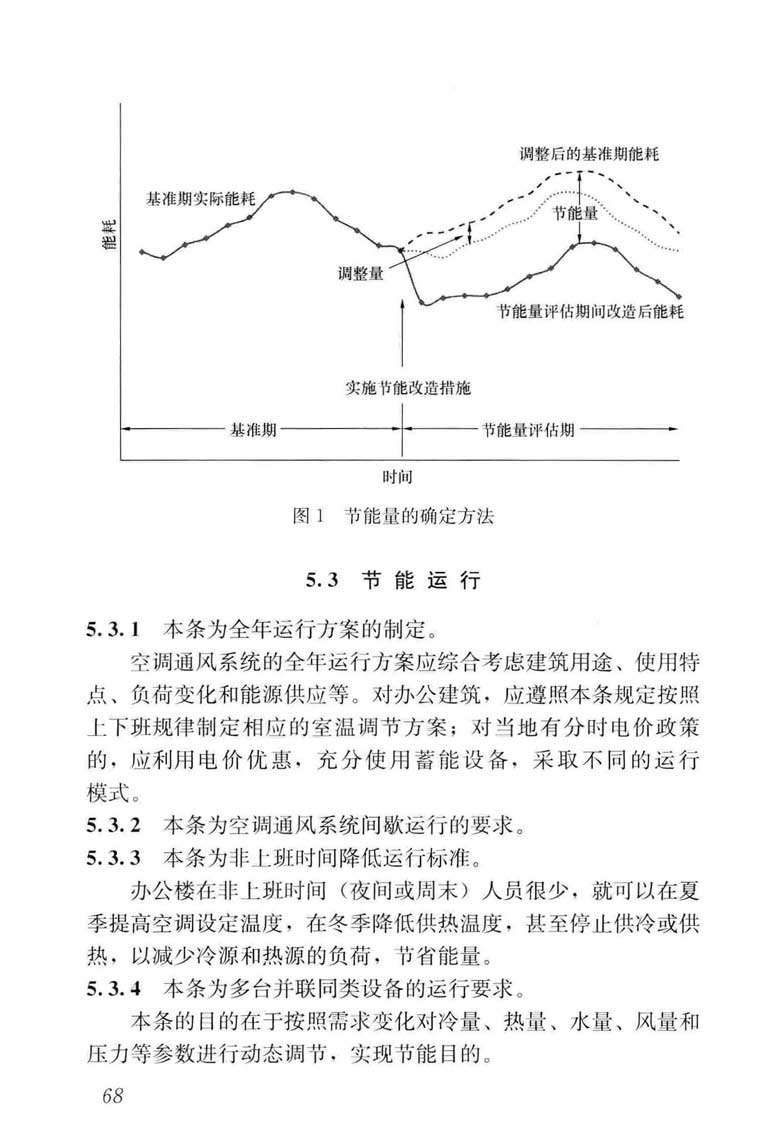 调整后的基准期能耗
基准期实际能耗
节能量
能耗
调整量
节能量评估期间改造后能耗
实施节能改造措施
基准期
节能量评估期
时间
图1 节能量的确定方法
5.3 节能运行
5.3.1 本条为全年运行方案的制定。
空调通风系统的全年运行方案应综合考虑建筑用途、使用特
点、负荷变化和能源供应等。对办公建筑，应遵照本条规定按照
上下班规律制定相应的室温调节方案；对当地有分时电价政策
的，应利用电价优惠，充分使用蓄能设备，采取不同的运行
模式。
5.3.2 本条为空调通风系统间歇运行的要求。
5.3.3 本条为非上班时间降低运行标准。
办公楼在非上班时间（夜间或周末）人员很少，就可以在夏
季提高空调设定温度，在冬季降低供热温度，甚至停止供冷或供
热，以减少冷源和热源的负荷，节省能量。
5.3.4 本条为多台并联同类设备的运行要求。
本条的目的在于按照需求变化对冷量、热量、水量、风量和
压力等参数进行动态调节，实现节能目的。
68